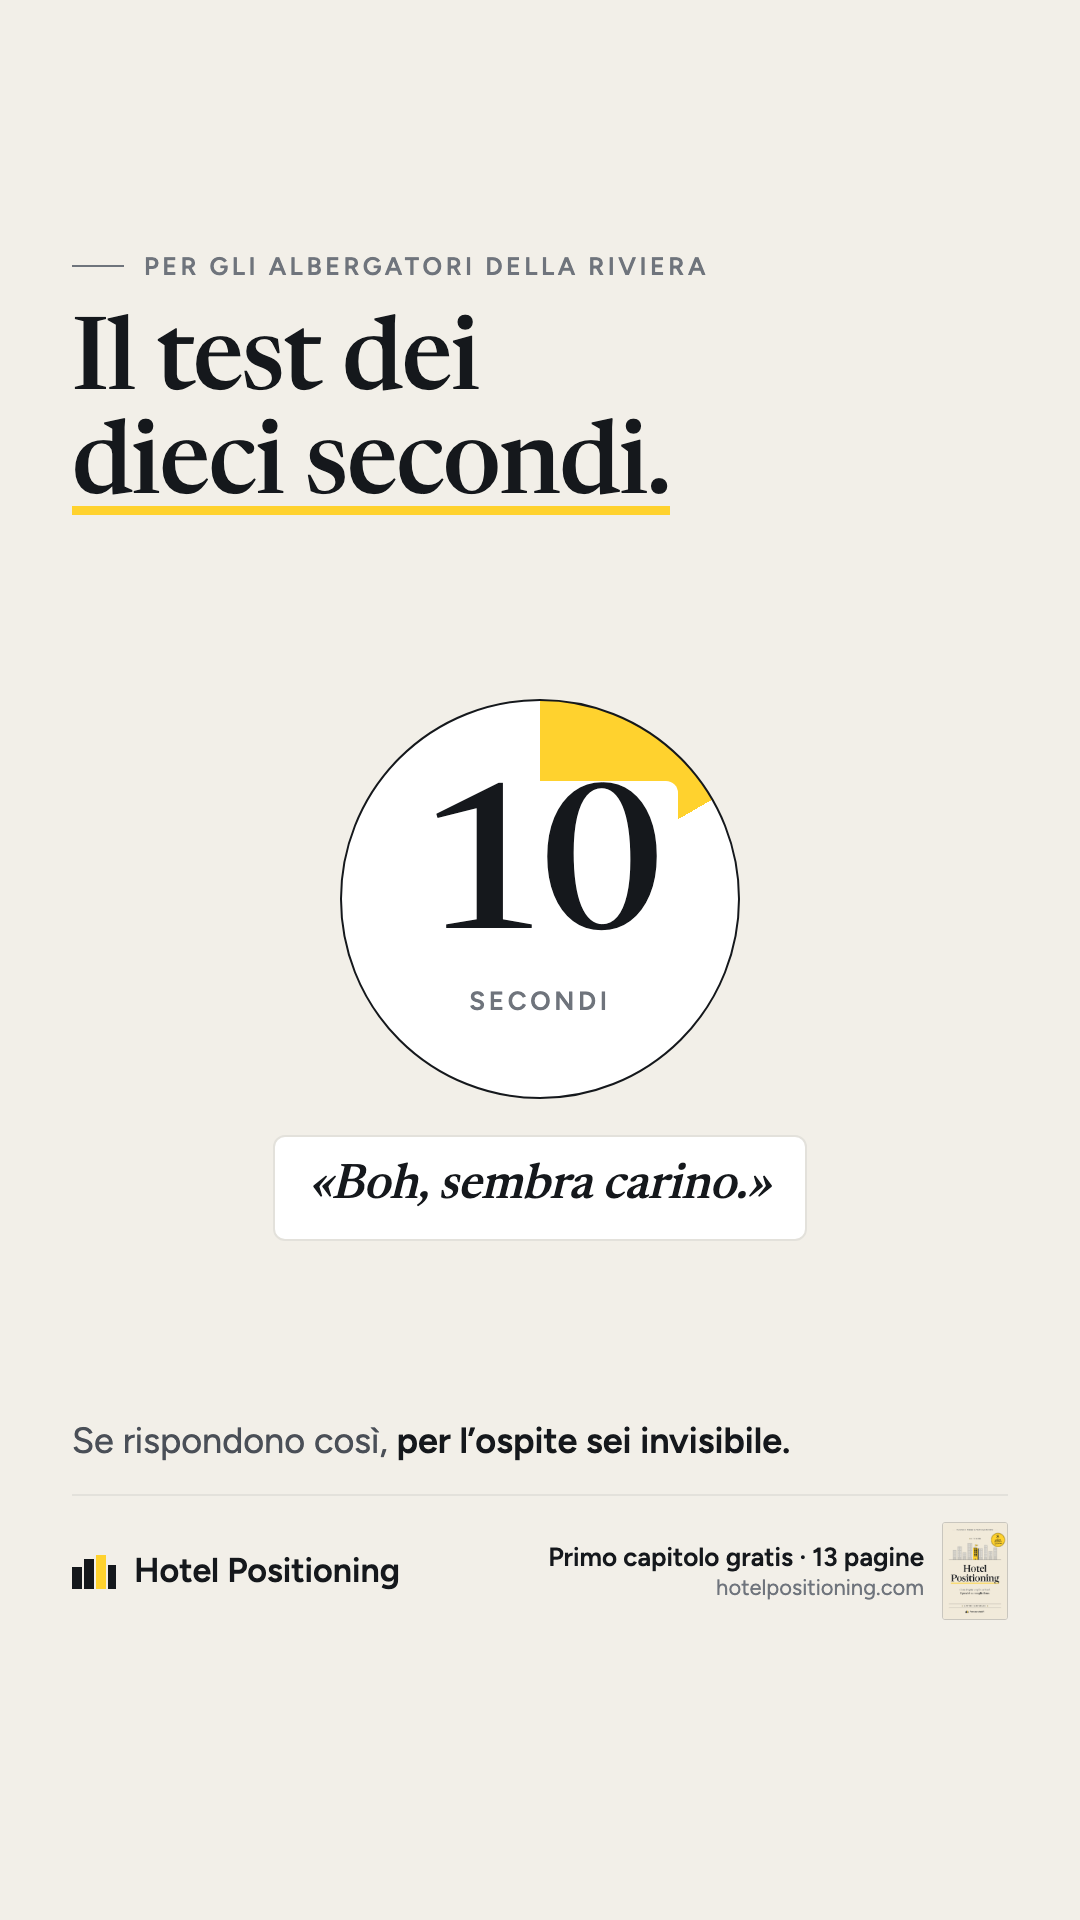 PER GLI ALBERGATORI DELLA RIVIERA
Il test dei
dieci secondi.
10
SECONDI
«Boh, sembra carino.»
Se rispondono così, per l’ospite sei invisibile.
Hotel Positioning
Primo capitolo gratis · 13 pagine
hotelpositioning.com
Hotel
Positioning